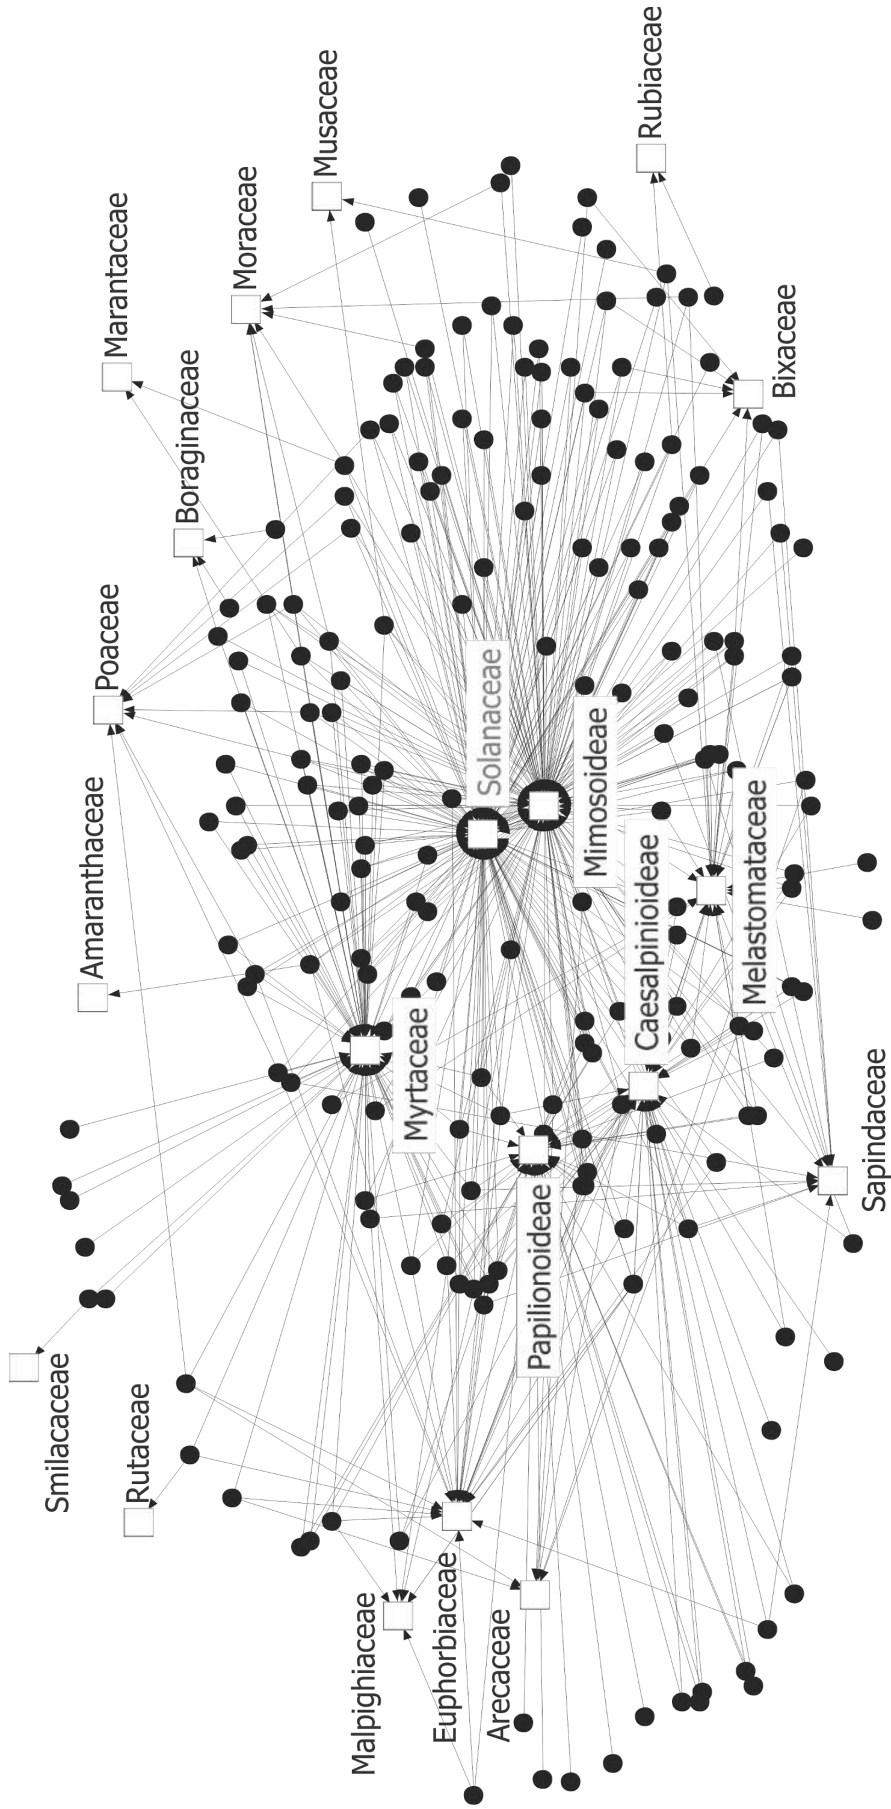 Rubiaceae
Musaceae
Moraceae
Marantaceae
Bixaceae
Boraginaceae
Poaceae
Solanaceae
Mimosoideae
Amaranthaceae
Caesalpinioideae
Melastomataceae
Myrtaceae
Sapindaceae
Papilionoideae
Smilacaceae
Rutaceae
Malpighiaceae
Euphorbiaceae
Arecaceae